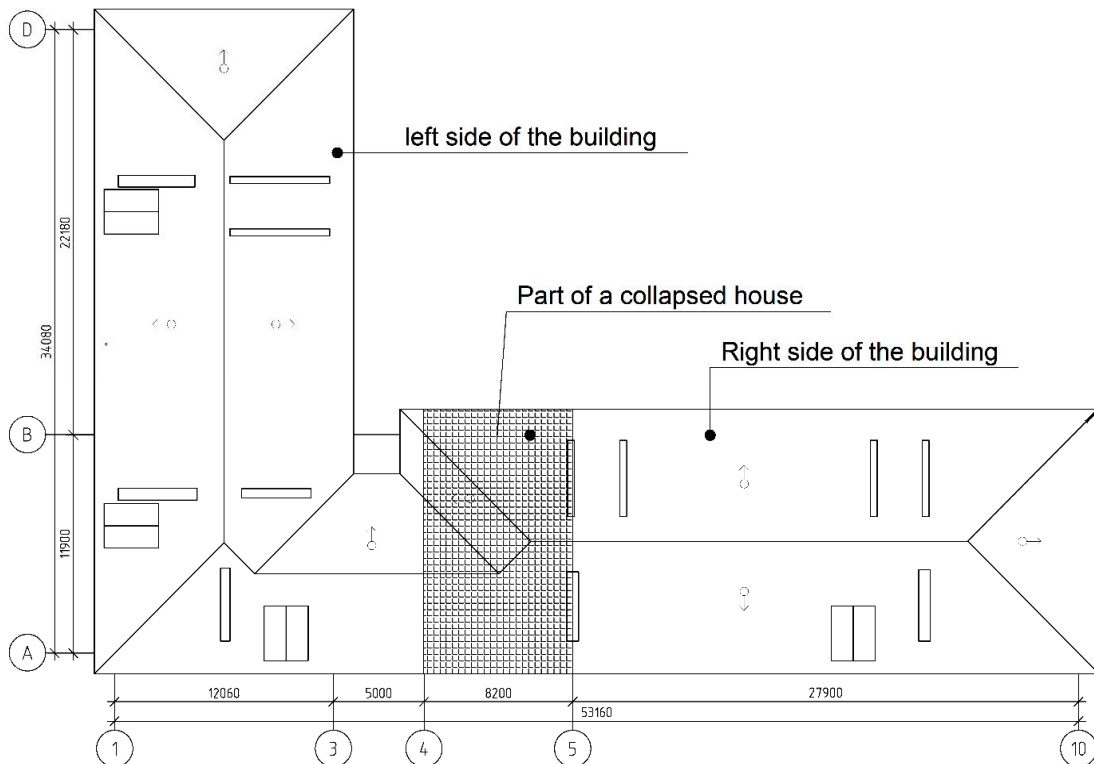 D
left side of the building
22180
Part of a collapsed house
34080
Right side of the building
B
11900
A
12060
5000
8200
27900
53160
1
3
4
5
10